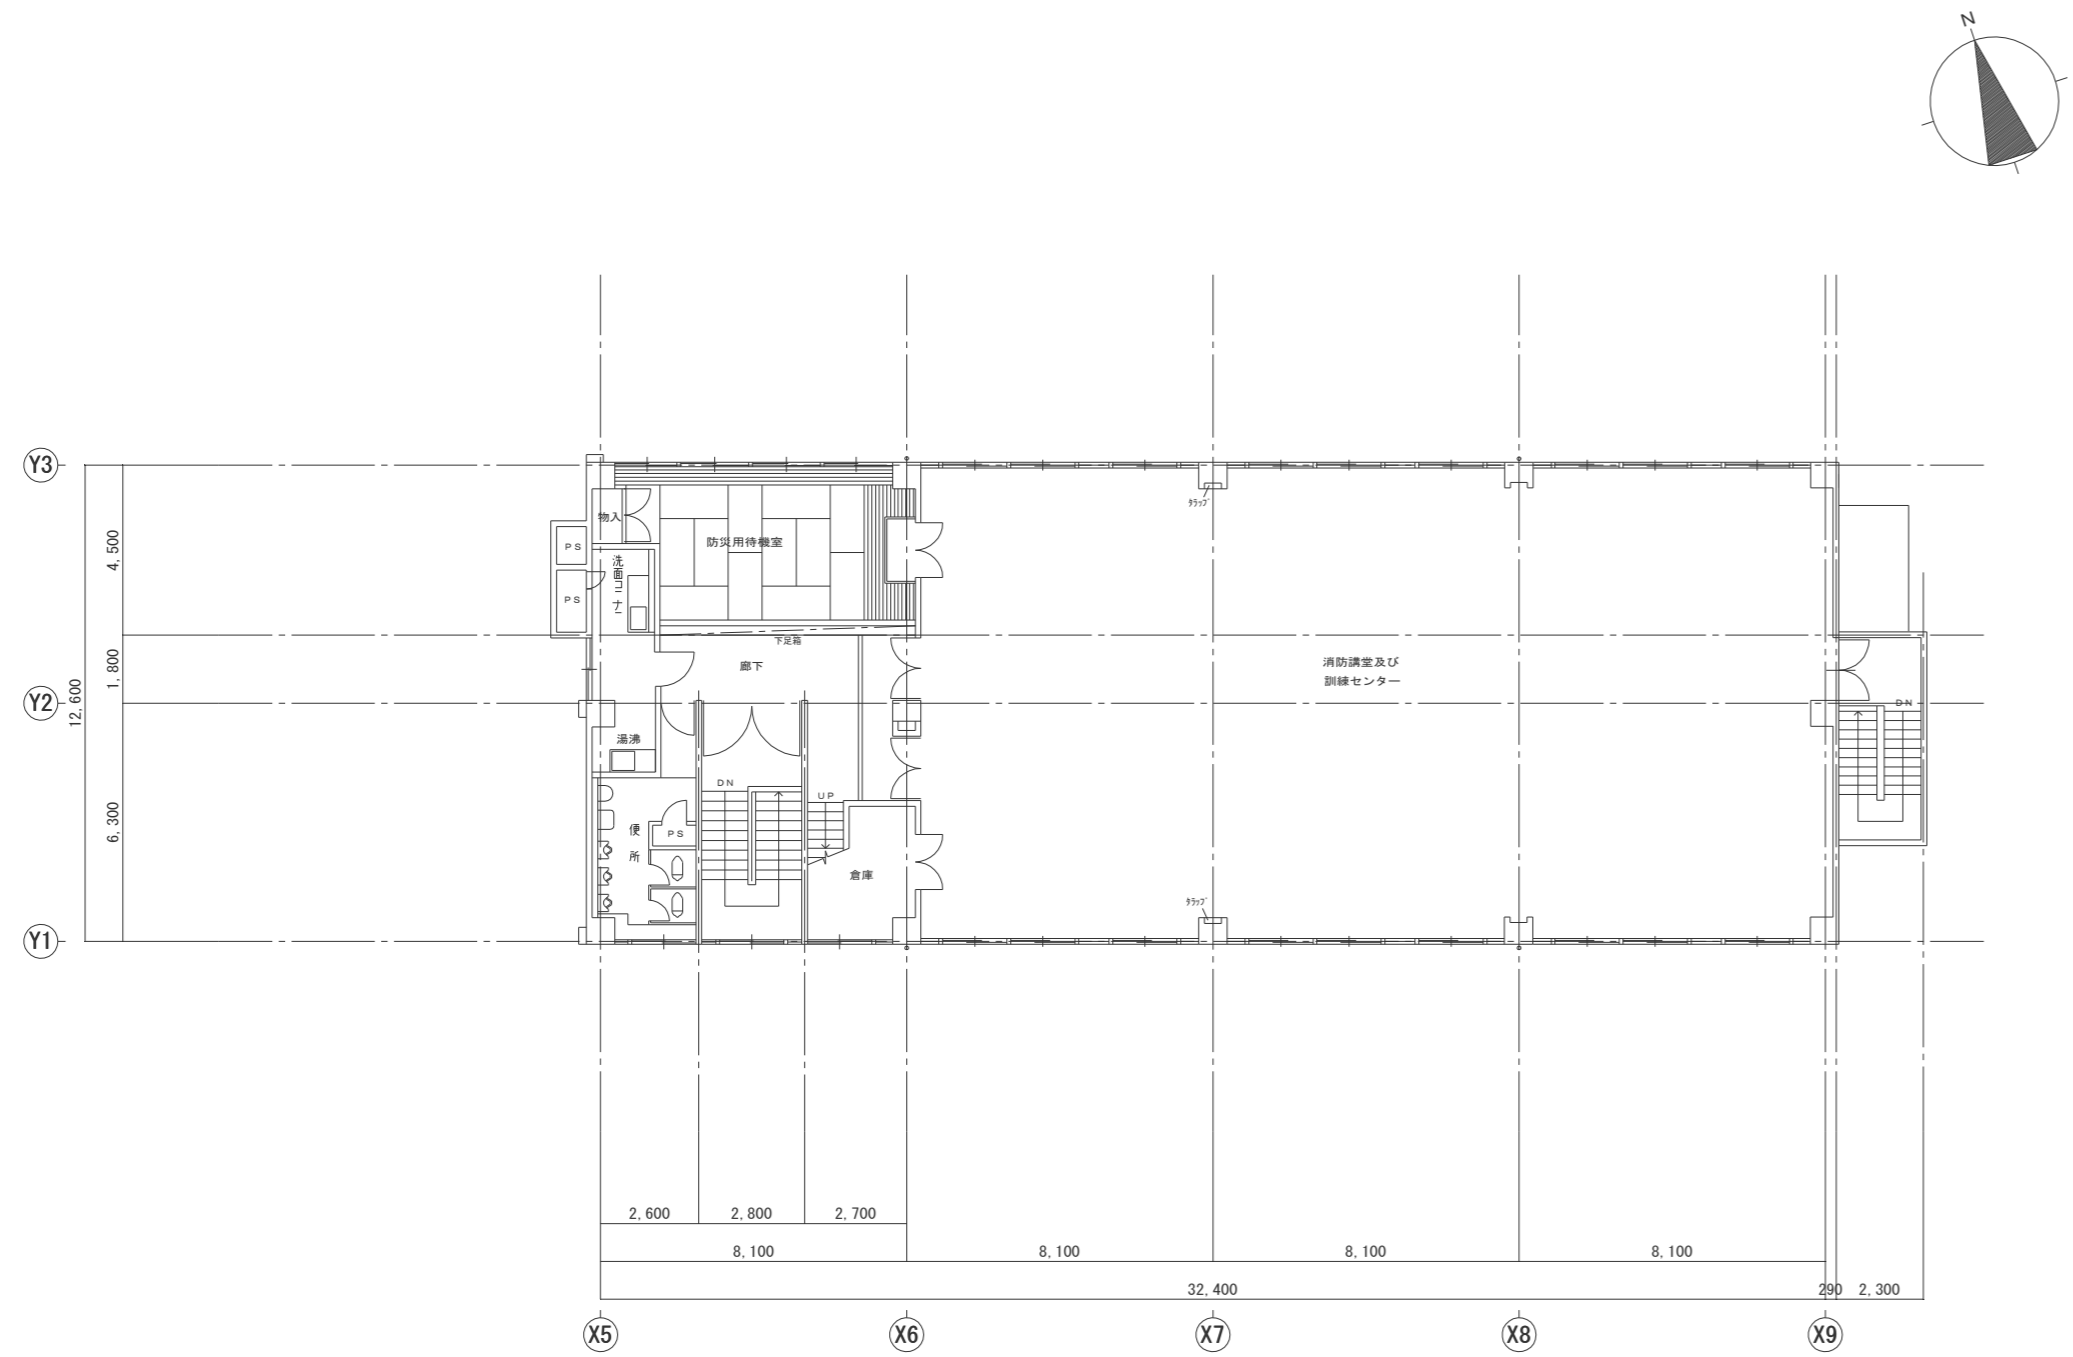 N
Y3
物入
タラップ
防災用待機室
PS
4,500
洗面コーナー
PS
下足箱
消防講堂及び
訓練センター
廊下
1,800
12,600
Y2
DN
湯沸
DN
UP
6,300
便所
PS
倉庫
タラップ
Y1
2,600
2,800
2,700
8,100
8,100
8,100
8,100
32,400
290
2,300
X5
X6
X7
X8
X9